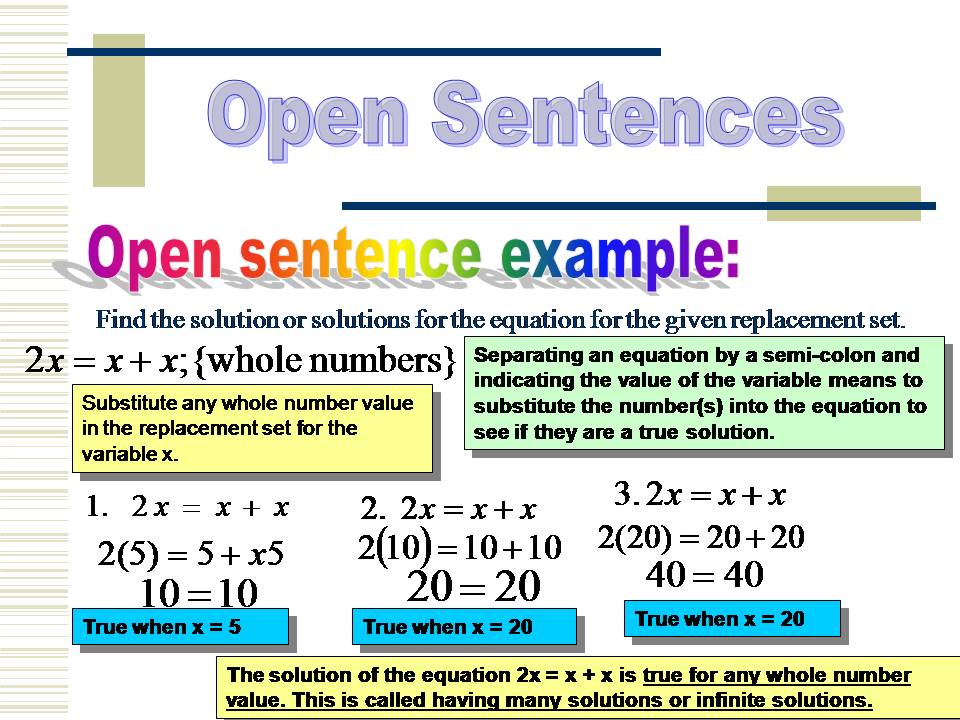 Open Sentences
Open sentence example:
Find the solution or solutions for the equation for the given replacement set.
2x = x + x; {whole numbers}
Separating an equation by a semi-colon and
indicating the value of the variable means to
substitute the number(s) into the equation to
see if they are a true solution.
Substitute any whole number value
in the replacement set for the
variable x.
1. 2x = x + x
2(5) = 5 + x5
10 = 10
True when x = 5
2. 2x = x + x
2(10) = 10 + 10
20 = 20
True when x = 20
3. 2x = x + x
2(20) = 20 + 20
40 = 40
True when x = 20
The solution of the equation 2x = x + x is true for any whole number
value. This is called having many solutions or infinite solutions.